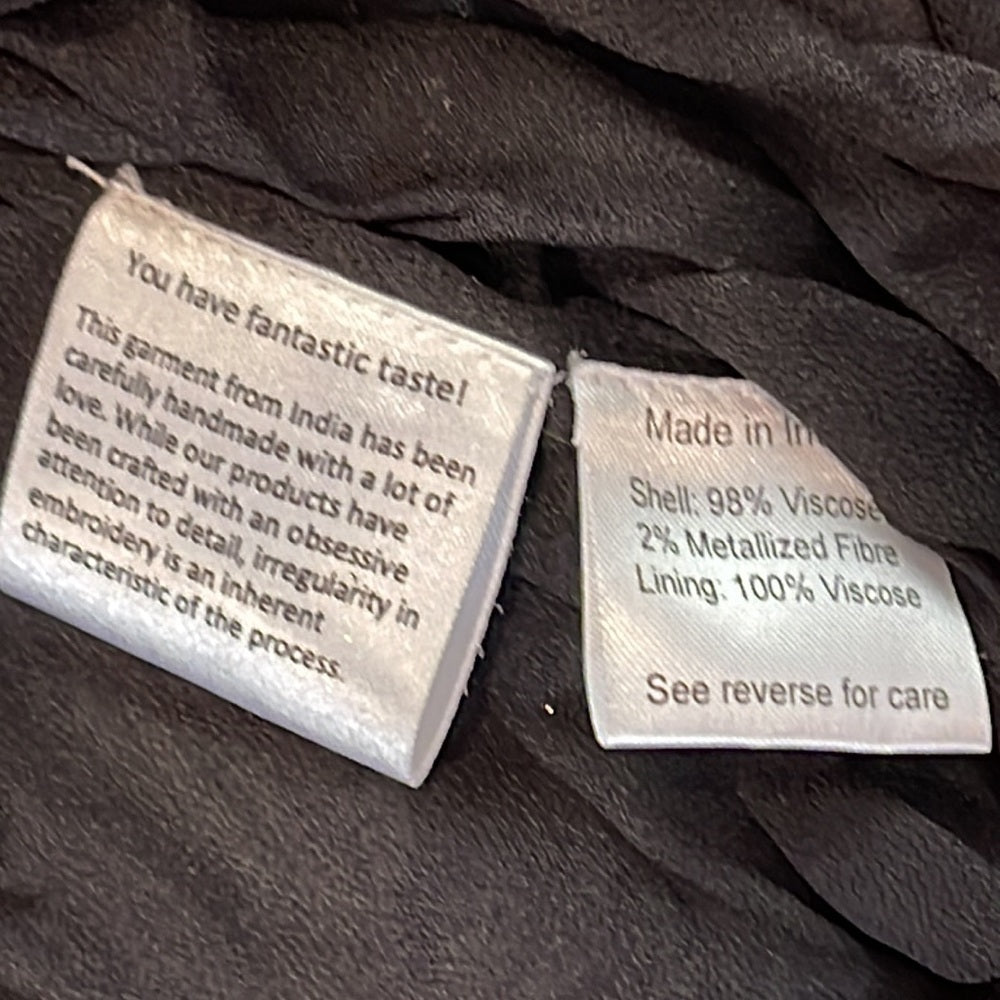 You have fantastic taste!
This garment from India has been
carefully handmade with a lot of
love. While our products have
been crafted with an obsessive
attention to detail, irregularity in
embroidery is an inherent
characteristic of the process.
Made in
Shell: 98% Viscose
2% Metallized Fibre
Lining: 100% Viscose
See reverse for care